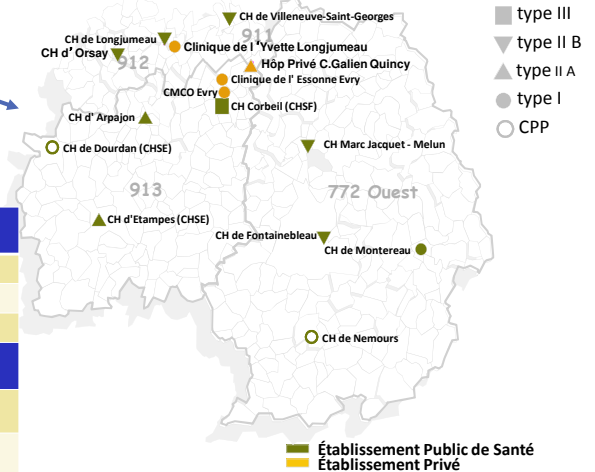 CH de Villeneuve-Saint-Georges
911
CH de Longjumeau
Clinique de l 'Yvette Longjumeau
CH d' Orsay
912
Hôp Privé C.Galien Quincy
Clinique de l' Essonne Evry
CMCO Evry
CH Corbeil (CHSF)
CH d' Arpajon
CH de Dourdan (CHSE)
CH Marc Jacquet - Melun
913
772 Ouest
CH d'Etampes (CHSE)
CH de Fontainebleau
CH de Montereau
CH de Nemours
type III
type II B
type II A
type I
CPP
Établissement Public de Santé
Établissement Privé